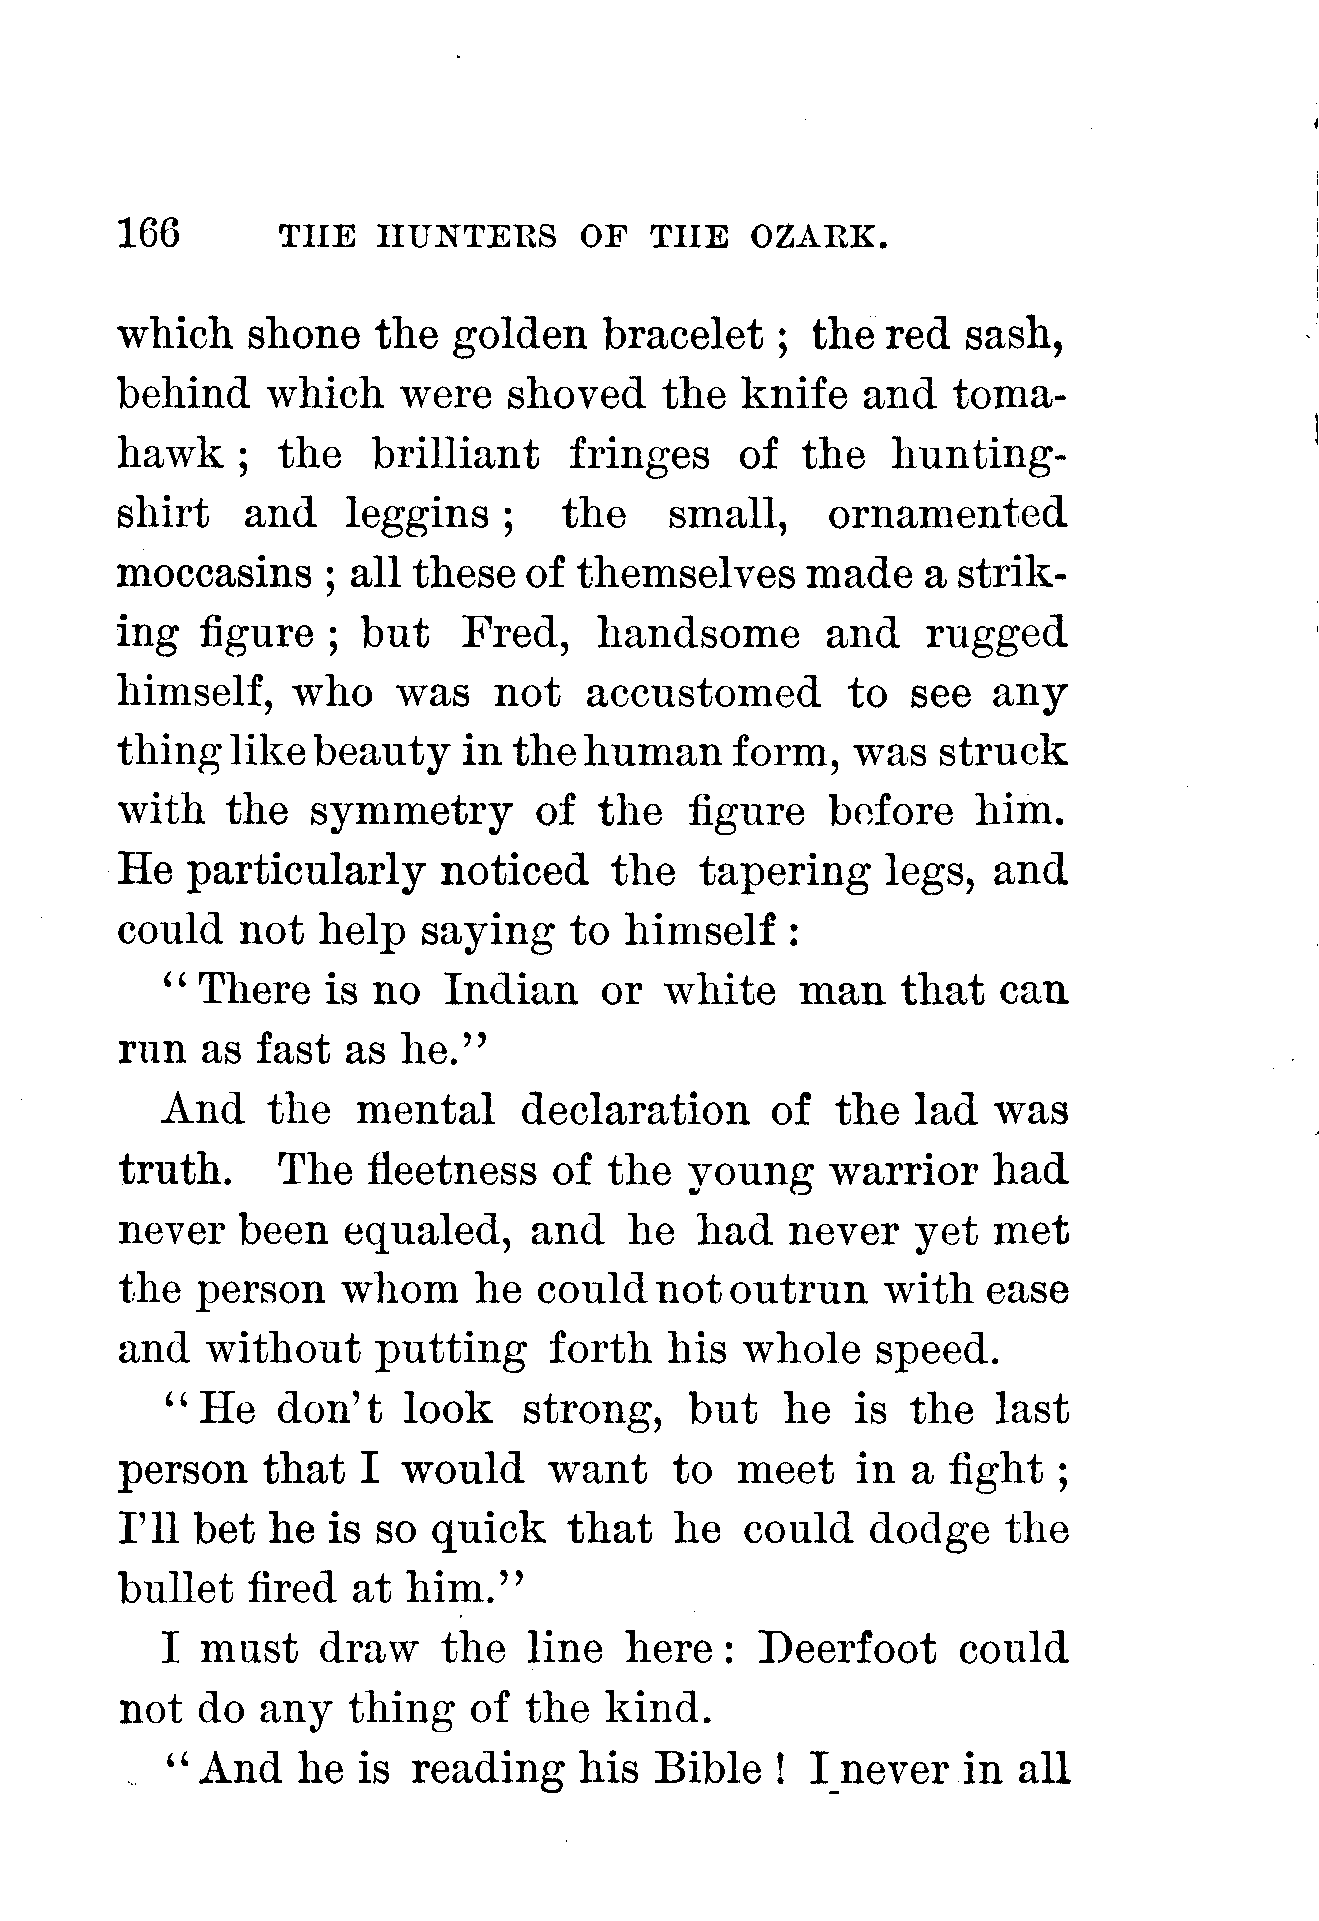 166 THE HUNTERS OF THE OZARK.
which shone the golden bracelet ; the red sash,
behind which were shoved the knife and toma-
hawk ; the brilliant fringes of the hunting-
shirt and leggins ; the small, ornamented
moccasins ; all these of themselves made a strik-
ing figure ; but Fred, handsome and rugged
himself, who was not accustomed to see any
thing like beauty in the human form, was struck
with the symmetry of the figure before him.
He particularly noticed the tapering legs, and
could not help saying to himself :
“There is no Indian or white man that can
run as fast as he.”
And the mental declaration of the lad was
truth. The fleetness of the young warrior had
never been equaled, and he had never yet met
the person whom he could not outrun with ease
and without putting forth his whole speed.
“He don't look strong, but he is the last
person that I would want to meet in a fight ;
I'll bet he is so quick that he could dodge the
bullet fired at him.”
I must draw the line here : Deerfoot could
not do any thing of the kind.
“And he is reading his Bible ! I never in all